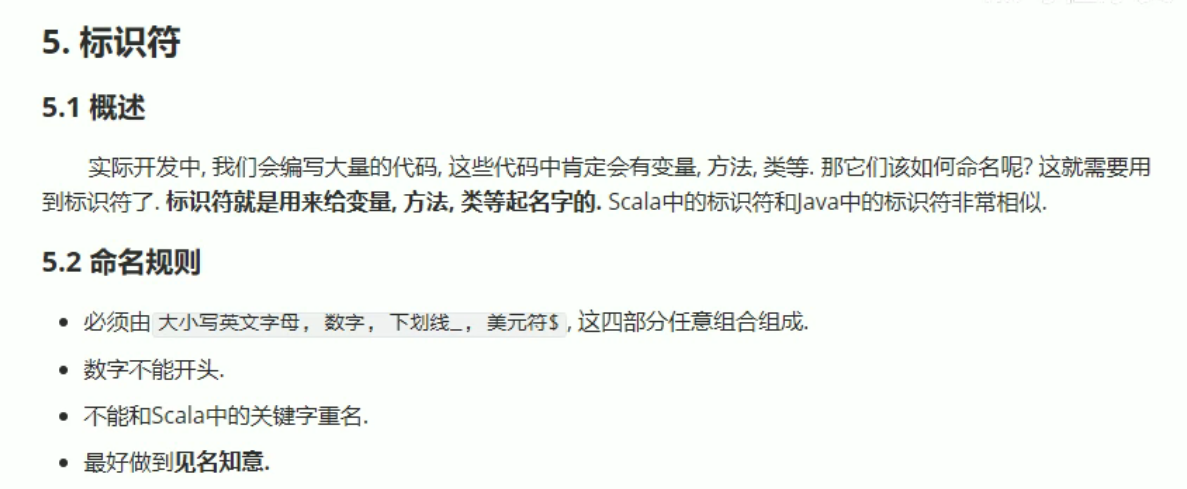 5. 标识符
5.1 概述
实际开发中, 我们会编写大量的代码, 这些代码中肯定会有变量, 方法, 类等. 那它们该如何命名呢? 这就需要用
到标识符了. 标识符就是用来给变量, 方法, 类等起名字的. Scala中的标识符和Java中的标识符非常相似.
5.2 命名规则
• 必须由 大小写英文字母, 数字, 下划线_, 美元符$ , 这四部分任意组合组成.
• 数字不能开头.
• 不能和Scala中的关键字重名.
• 最好做到见名知意.